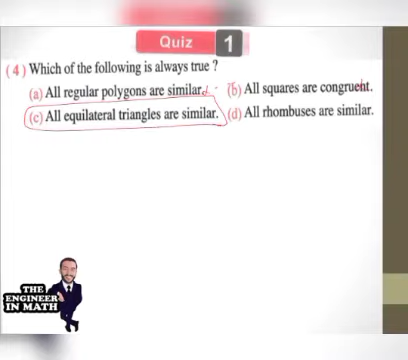 Quiz 1
(4) Which of the following is always true ?
(a) All regular polygons are similar. (b) All squares are congruent.
(c) All equilateral triangles are similar. (d) All rhombuses are similar.
THE
ENGINEER
IN MATH